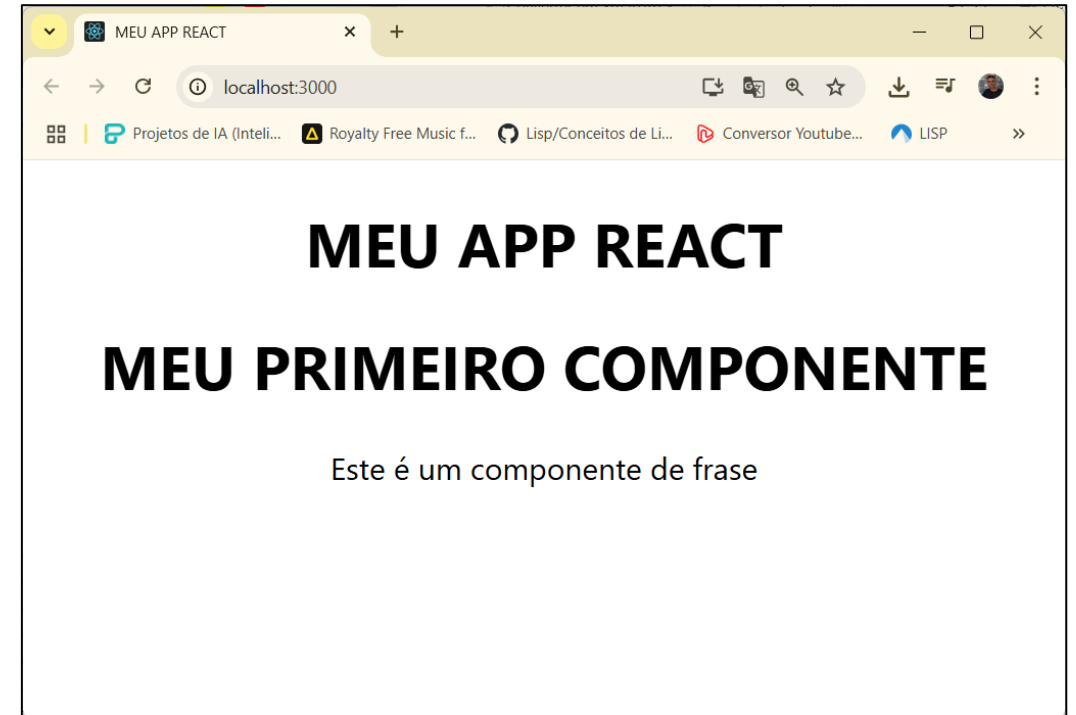 MEU APP REACT
localhost:3000
Projetos de IA (Inteli... Royalty Free Music f... Lisp/Conceitos de Li... Conversor Youtube... LISP
MEU APP REACT
MEU PRIMEIRO COMPONENTE
Este é um componente de frase